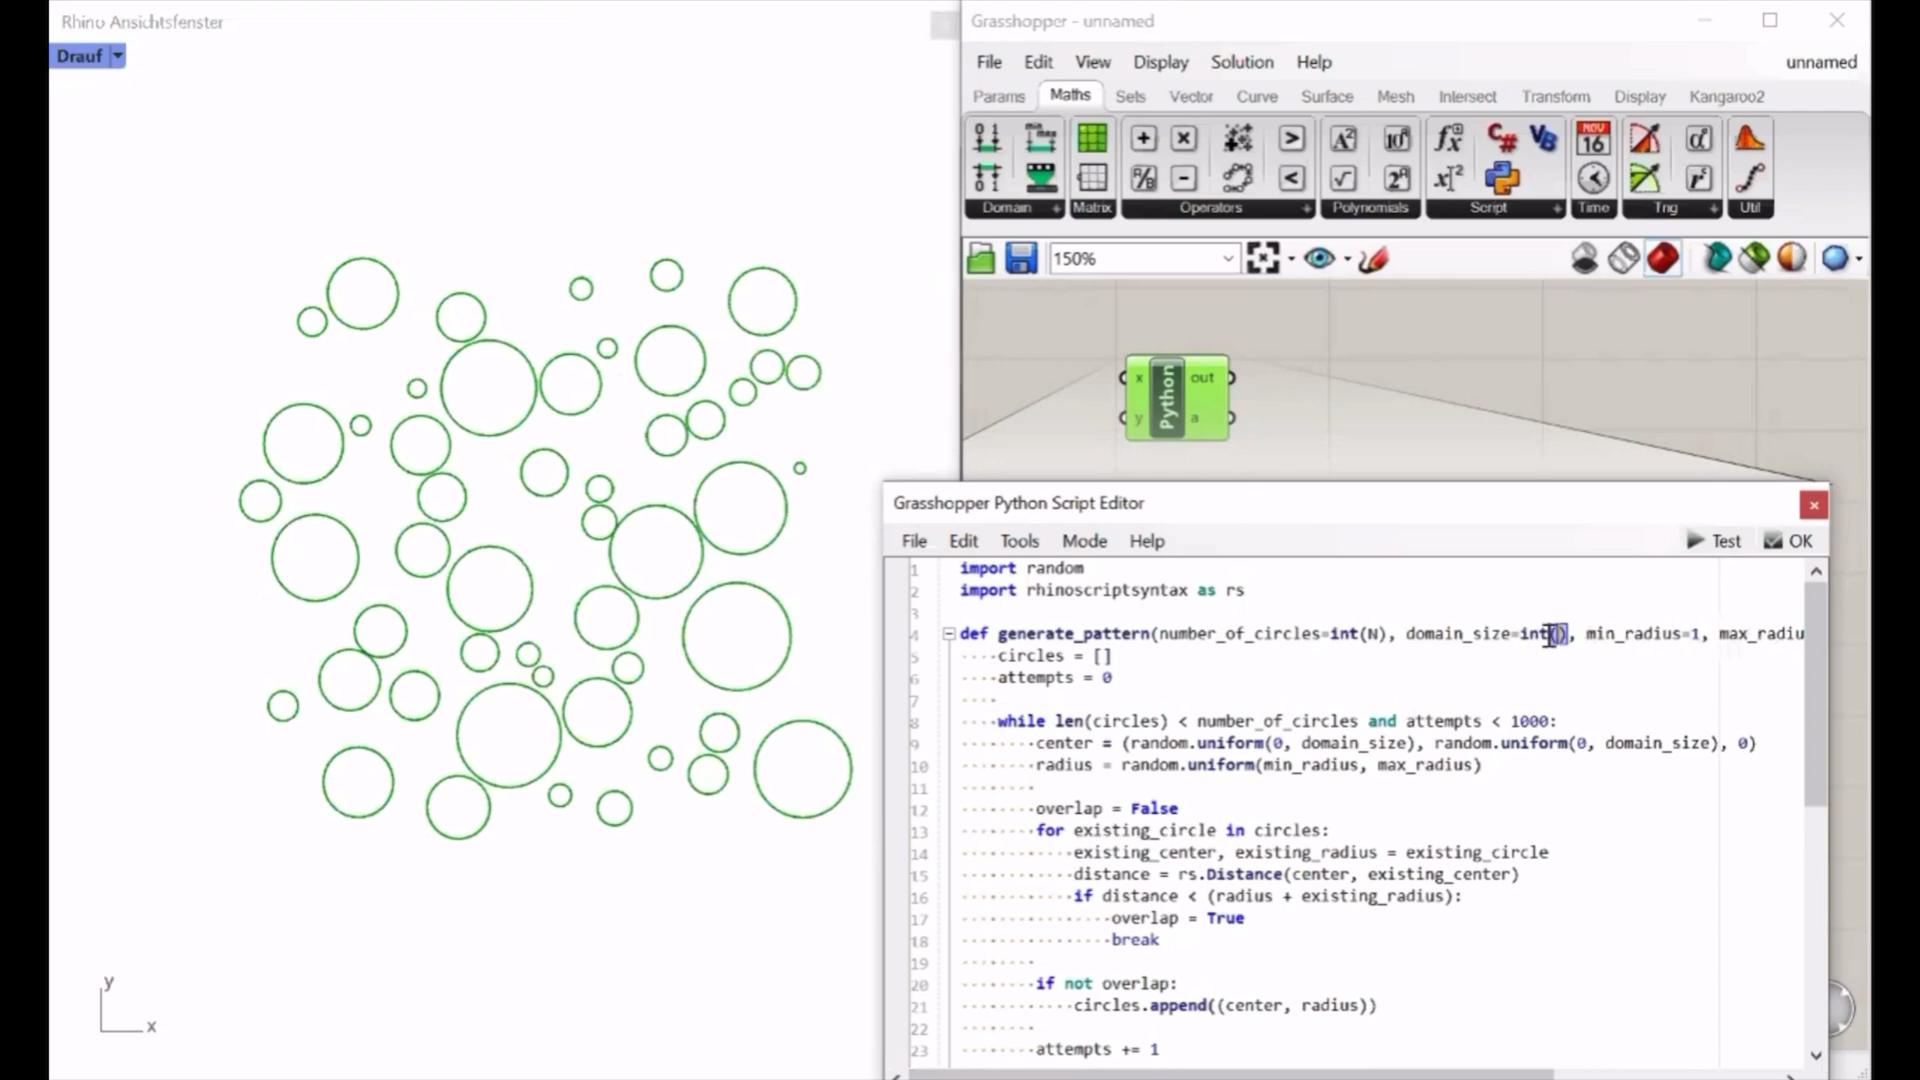 Rhino Ansichtsfenster
Drauf
Grasshopper - unnamed
File Edit View Display Solution Help
unnamed
Params Maths Sets Vector Curve Surface Mesh Intersect Transform Display Kangaroo2
Domain Matrix Operators Polynomials Script Time Trig Util
150%
x Python out
y a
Grasshopper Python Script Editor
File Edit Tools Mode Help
Test OK
1 import random
2 import rhinoscriptsyntax as rs
3
4 def generate_pattern(number_of_circles=int(N), domain_size=int(), min_radius=1, max_radiu
5 circles = []
6 attempts = 0
7
8 while len(circles) < number_of_circles and attempts < 1000:
9 center = (random.uniform(0, domain_size), random.uniform(0, domain_size), 0)
10 radius = random.uniform(min_radius, max_radius)
11
12 overlap = False
13 for existing_circle in circles:
14 existing_center, existing_radius = existing_circle
15 distance = rs.Distance(center, existing_center)
16 if distance < (radius + existing_radius):
17 overlap = True
18 break
19
20 if not overlap:
21 circles.append((center, radius))
22
23 attempts += 1
y
x